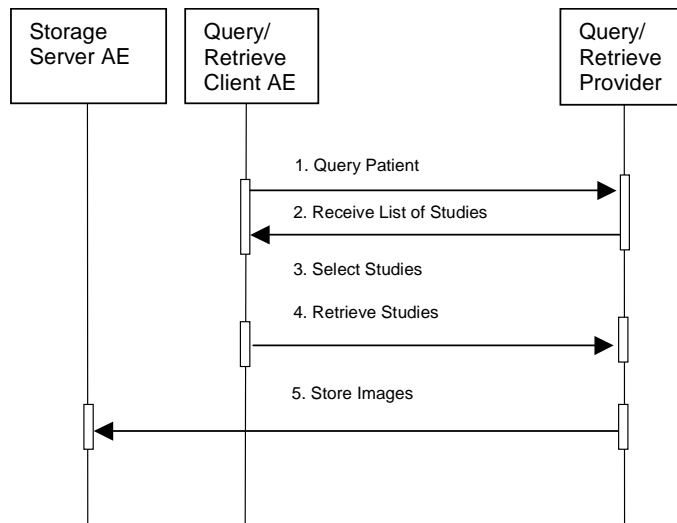 Storage
Server AE
Query/
Retrieve
Client AE
Query/
Retrieve
Provider
1. Query Patient
2. Receive List of Studies
3. Select Studies
4. Retrieve Studies
5. Store Images